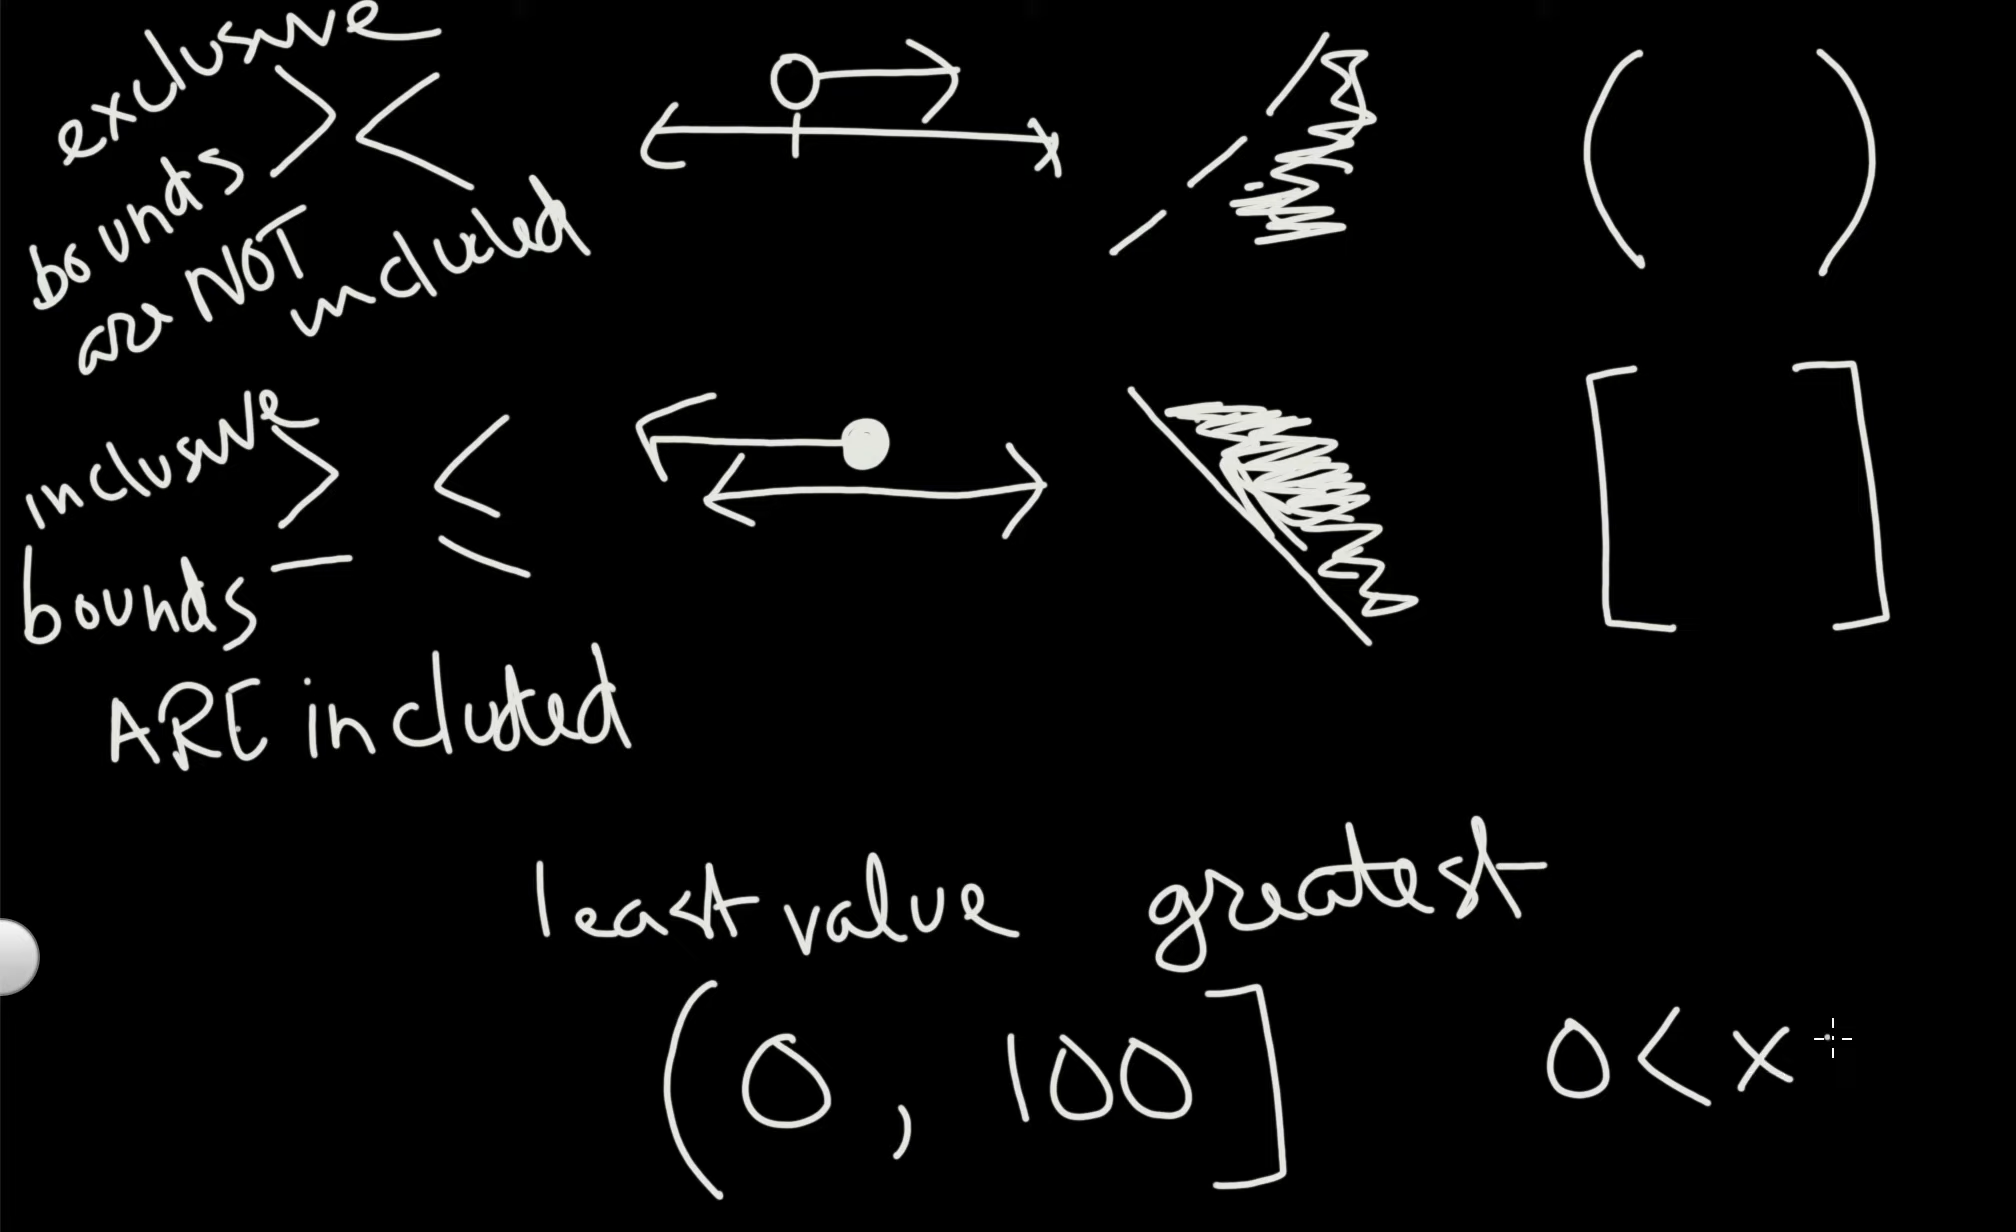 exclusive
> <
bounds
are NOT
included
( )
inclusive
≥ ≤
bounds
ARE included
[ ]
least value greatest
(0, 100] 0 < x